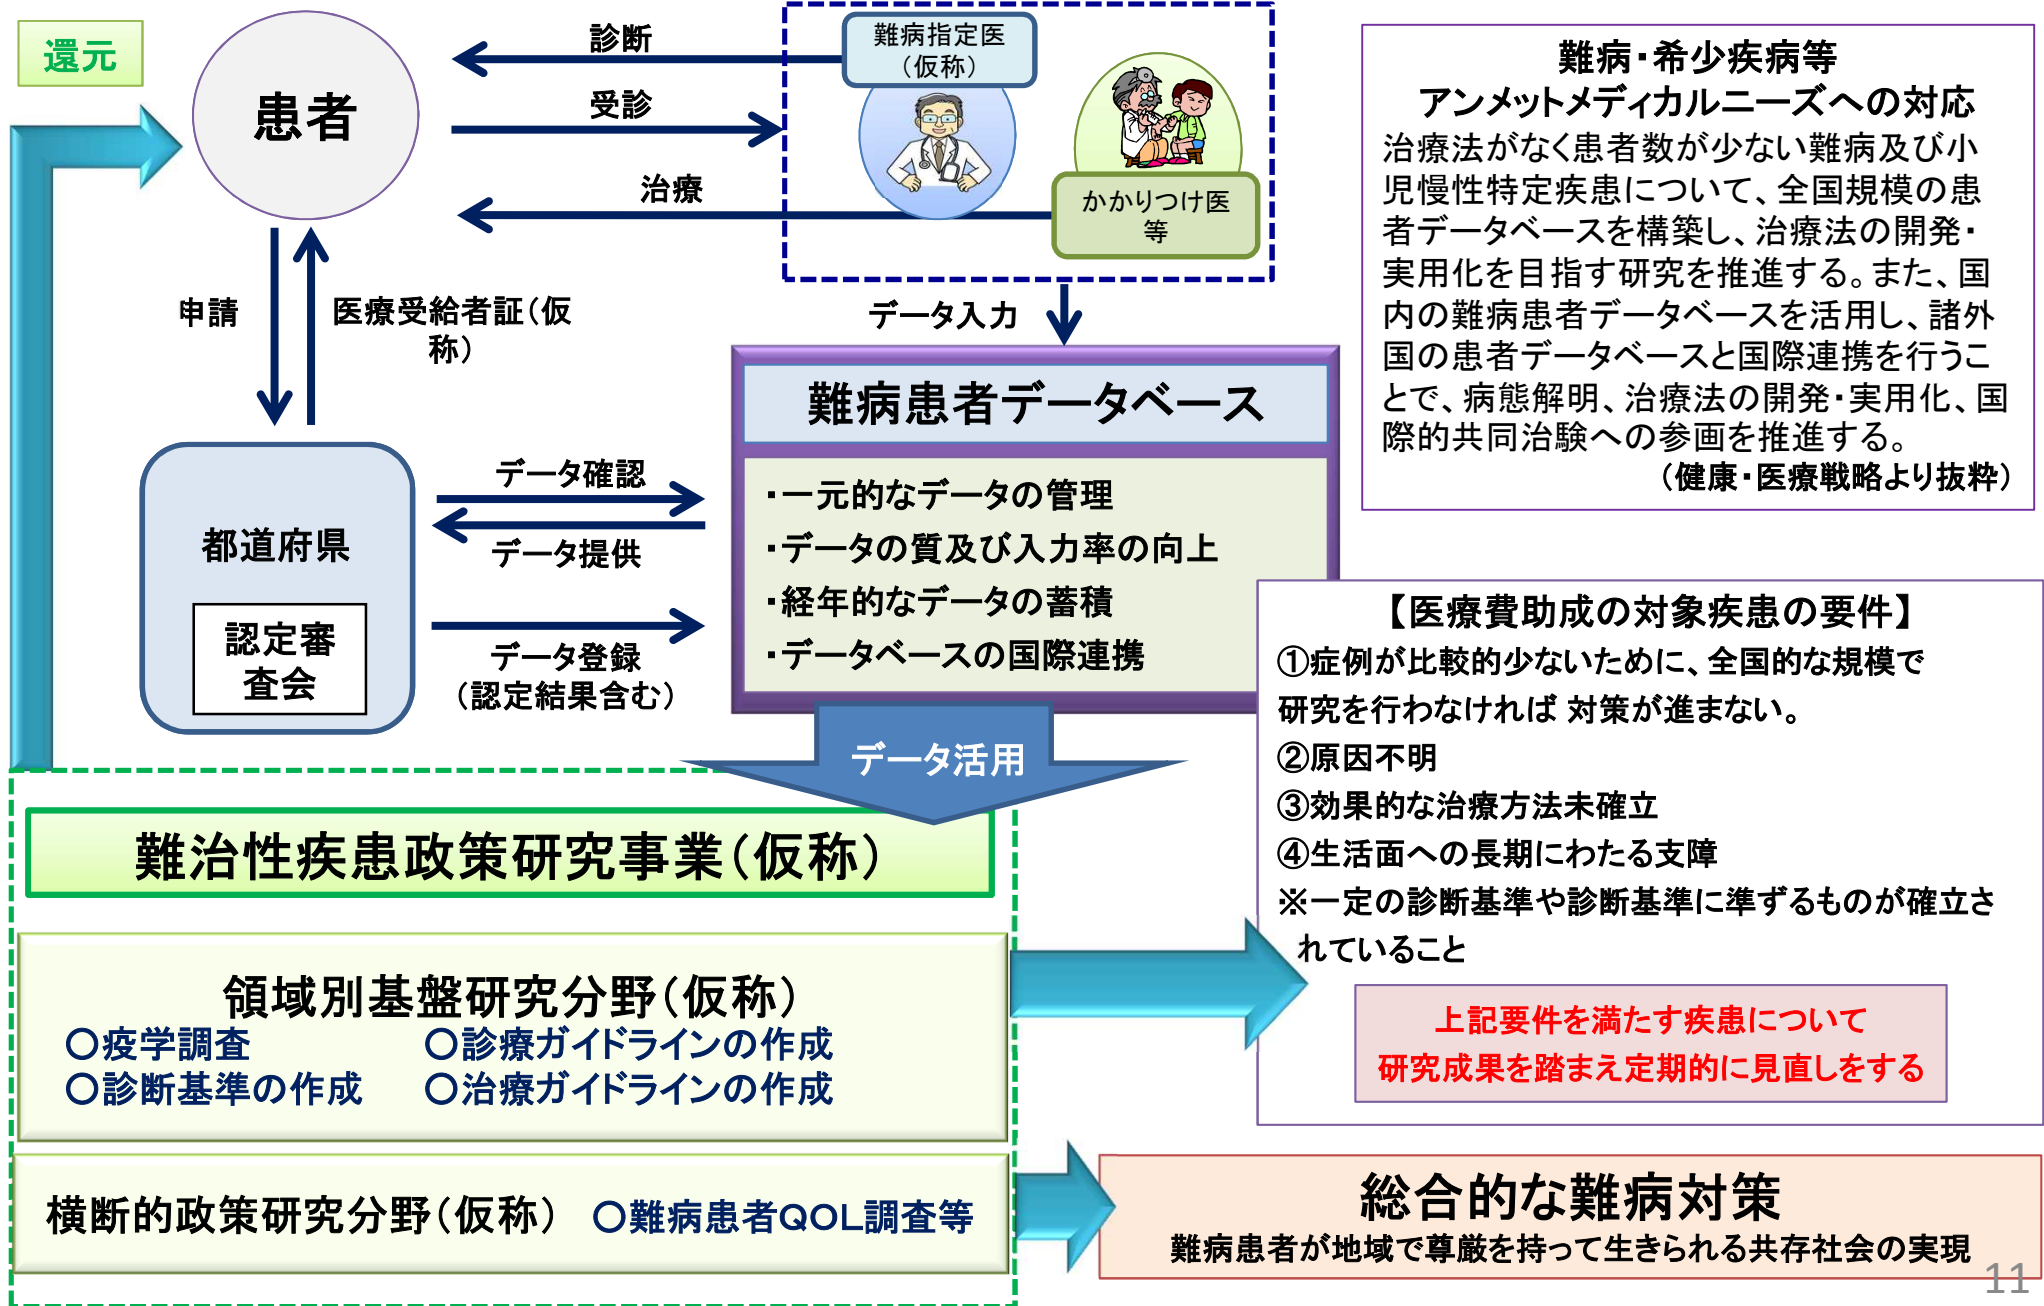 還元
患者
診断
受診
治療
難病指定医
（仮称）
かかりつけ医
等
申請
医療受給者証（仮
称）
データ入力
難病・希少疾病等
アンメットメディカルニーズへの対応
治療法がなく患者数が少ない難病及び小
児慢性特定疾患について、全国規模の患
者データベースを構築し、治療法の開発・
実用化を目指す研究を推進する。また、国
内の難病患者データベースを活用し、諸外
国の患者データベースと国際連携を行うこ
とで、病態解明、治療法の開発・実用化、国
際的共同治験への参画を推進する。
（健康・医療戦略より抜粋）
都道府県
認定審
査会
データ確認
データ提供
データ登録
（認定結果含む）
難病患者データベース
・一元的なデータの管理
・データの質及び入力率の向上
・経年的なデータの蓄積
・データベースの国際連携
データ活用
【医療費助成の対象疾患の要件】
①症例が比較的少ないために、全国的な規模で
研究を行わなければ 対策が進まない。
②原因不明
③効果的な治療方法未確立
④生活面への長期にわたる支障
※一定の診断基準や診断基準に準ずるものが確立さ
れていること
上記要件を満たす疾患について
研究成果を踏まえ定期的に見直しをする
難治性疾患政策研究事業（仮称）
領域別基盤研究分野（仮称）
○疫学調査 ○診療ガイドラインの作成
○診断基準の作成 ○治療ガイドラインの作成
横断的政策研究分野（仮称） ○難病患者QOL調査等
総合的な難病対策
難病患者が地域で尊厳を持って生きられる共存社会の実現
11